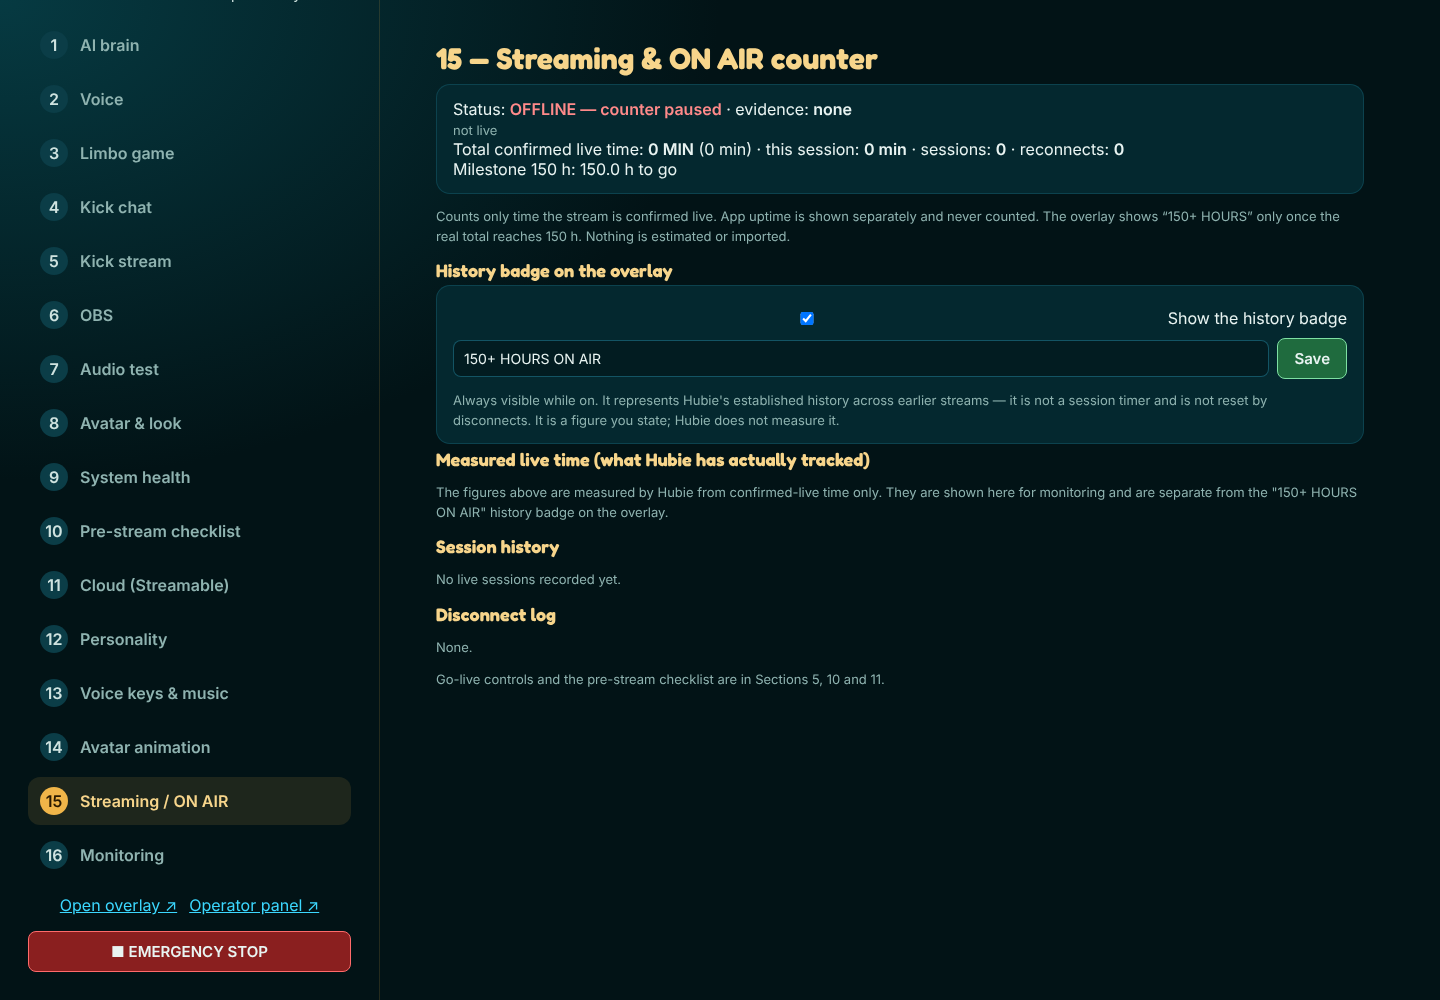 1 AI brain
2 Voice
3 Limbo game
4 Kick chat
5 Kick stream
6 OBS
7 Audio test
8 Avatar & look
9 System health
10 Pre-stream checklist
11 Cloud (Streamable)
12 Personality
13 Voice keys & music
14 Avatar animation
15 Streaming / ON AIR
16 Monitoring
Open overlay ↗ Operator panel ↗
■ EMERGENCY STOP
15 — Streaming & ON AIR counter
Status: OFFLINE — counter paused · evidence: none
not live
Total confirmed live time: 0 MIN (0 min) · this session: 0 min · sessions: 0 · reconnects: 0
Milestone 150 h: 150.0 h to go
Counts only time the stream is confirmed live. App uptime is shown separately and never counted. The overlay shows “150+ HOURS” only once the
real total reaches 150 h. Nothing is estimated or imported.
History badge on the overlay
Show the history badge
150+ HOURS ON AIR
Save
Always visible while on. It represents Hubie's established history across earlier streams — it is not a session timer and is not reset by
disconnects. It is a figure you state; Hubie does not measure it.
Measured live time (what Hubie has actually tracked)
The figures above are measured by Hubie from confirmed-live time only. They are shown here for monitoring and are separate from the "150+ HOURS
ON AIR" history badge on the overlay.
Session history
No live sessions recorded yet.
Disconnect log
None.
Go-live controls and the pre-stream checklist are in Sections 5, 10 and 11.